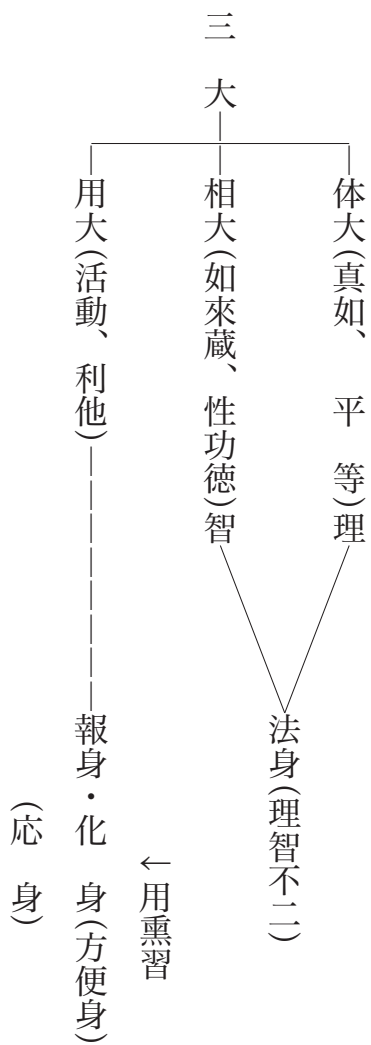 体大(真如、　平　等)理
三　大
相大(如來蔵、性功徳)智
法身(理智不二)
用大(活動、利他)
←用熏習
報身・化　身(方便身)
(応　身)